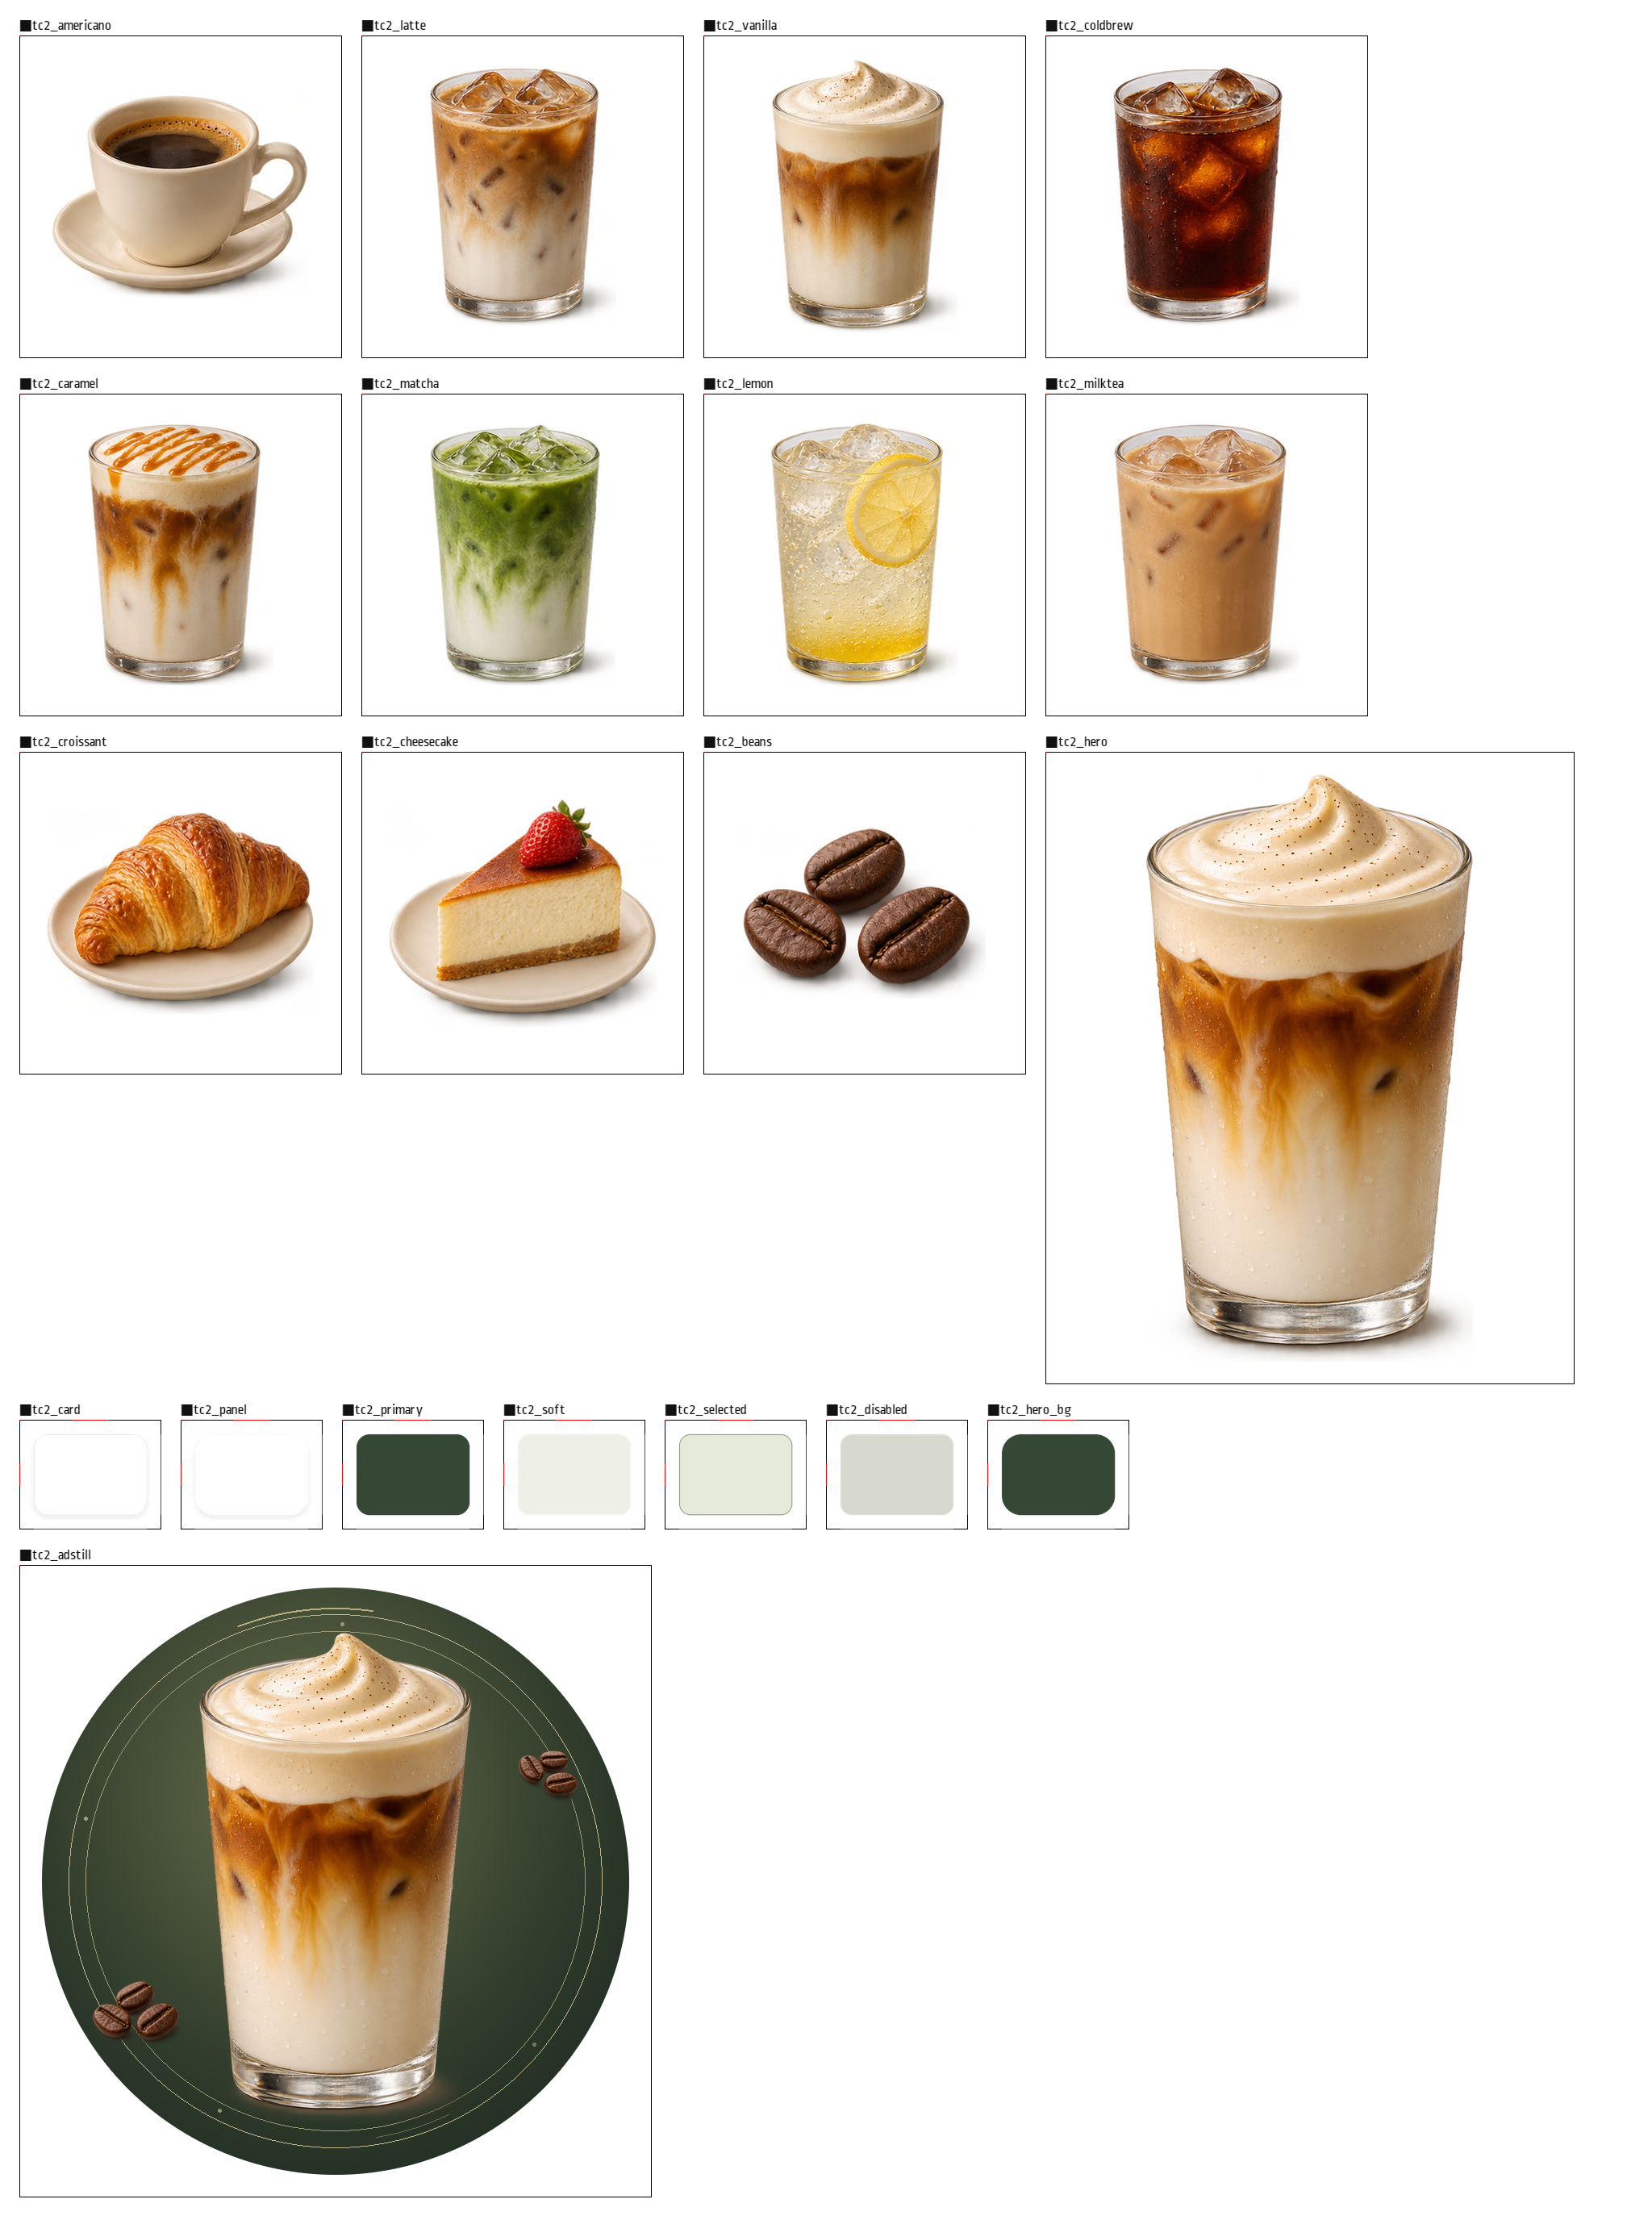 tc2_americano
tc2_latte
tc2_vanilla
tc2_coldbrew
tc2_caramel
tc2_matcha
tc2_lemon
tc2_milktea
tc2_croissant
tc2_cheesecake
tc2_beans
tc2_hero
tc2_card
tc2_panel
tc2_primary
tc2_soft
tc2_selected
tc2_disabled
tc2_hero_bg
tc2_adstill